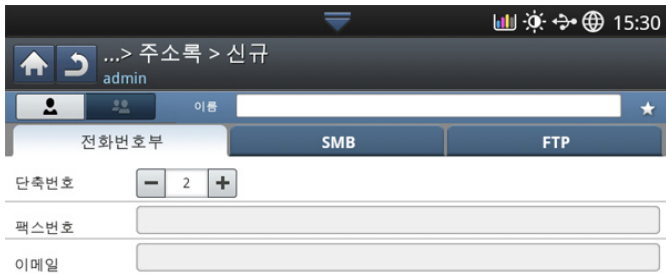 15:30
...> 주소록 > 신규
admin
이름
전화번호부 SMB FTP
단축번호 2
팩스번호
이메일